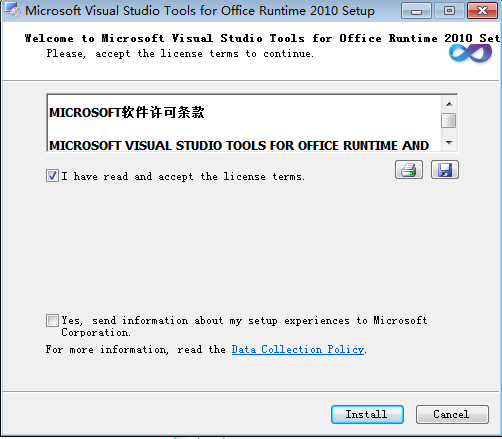 Microsoft Visual Studio Tools for Office Runtime 2010 Setup
Welcome to Microsoft Visual Studio Tools for Office Runtime 2010 Set
Please, accept the license terms to continue.
MICROSOFT软件许可条款
MICROSOFT VISUAL STUDIO TOOLS FOR OFFICE RUNTIME AND
I have read and accept the license terms.
Yes, send information about my setup experiences to Microsoft
Corporation.
For more information, read the Data Collection Policy.
Install
Cancel